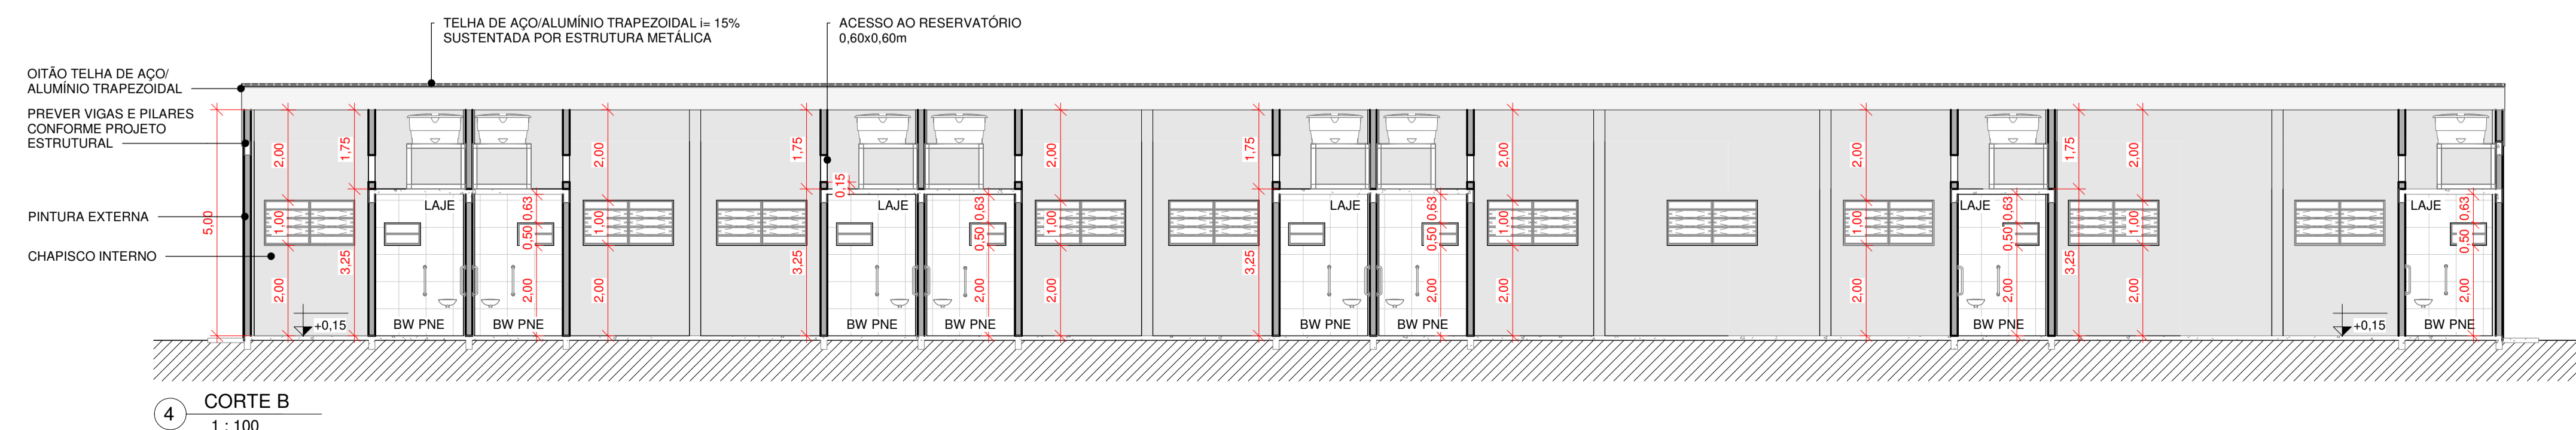 TELHA DE AÇO/ALUMÍNIO TRAPEZOIDAL i= 15%
SUSTENTADA POR ESTRUTURA METÁLICA
ACESSO AO RESERVATÓRIO
0,60x0,60m
OITÃO TELHA DE AÇO/
ALUMÍNIO TRAPEZOIDAL
PREVER VIGAS E PILARES
CONFORME PROJETO
ESTRUTURAL
PINTURA EXTERNA
CHAPISCO INTERNO
5,00
2,00
1,00
2,00
+0,15
1,75
3,25
LAJE
BW PNE
BW PNE
0,63
0,50
2,00
2,00
1,00
2,00
1,75
3,25
0,15
LAJE
BW PNE
BW PNE
0,63
0,50
2,00
2,00
1,00
2,00
1,75
3,25
LAJE
BW PNE
BW PNE
0,63
0,50
2,00
2,00
1,00
2,00
2,00
1,00
2,00
LAJE
BW PNE
0,63
0,50
2,00
1,75
3,25
2,00
1,00
2,00
+0,15
LAJE
BW PNE
0,63
0,50
2,00
4
CORTE B
1 : 100